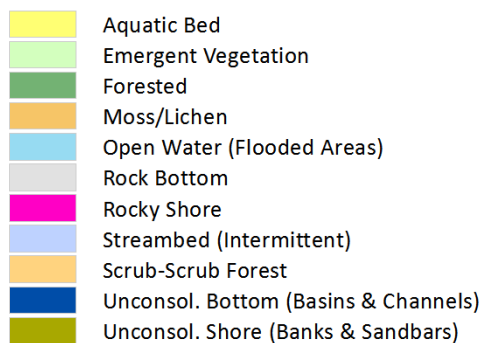 Aquatic Bed
Emergent Vegetation
Forested
Moss/Lichen
Open Water (Flooded Areas)
Rock Bottom
Rocky Shore
Streambed (Intermittent)
Scrub-Scrub Forest
Unconsol. Bottom (Basins & Channels)
Unconsol. Shore (Banks & Sandbars)